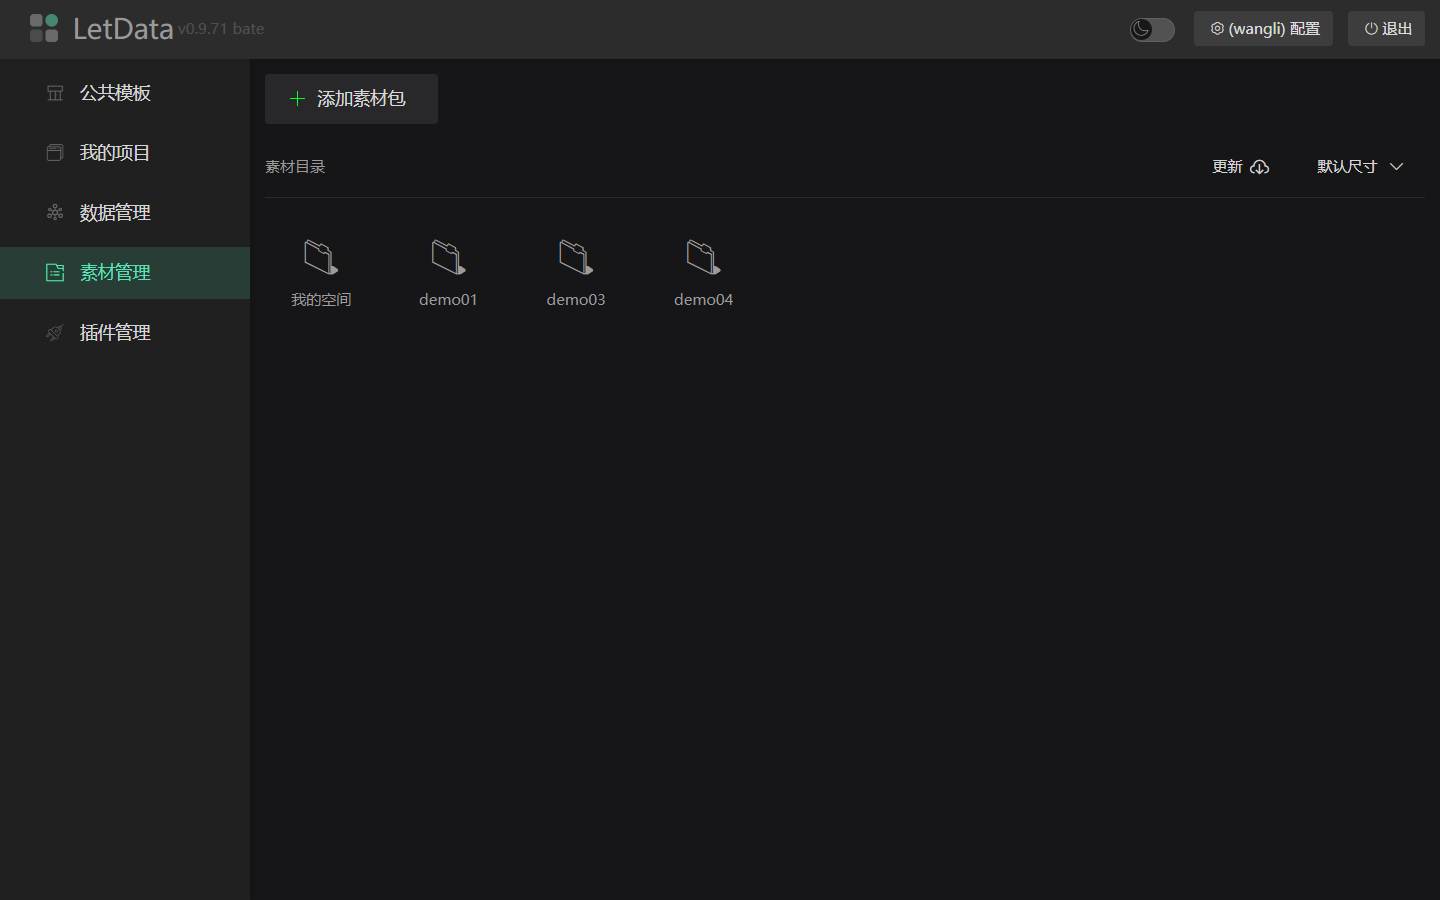 LetData v0.9.71 bate
(wangli) 配置
退出
公共模板
我的项目
数据管理
素材管理
插件管理
添加素材包
素材目录
更新
默认尺寸
我的空间
demo01
demo03
demo04